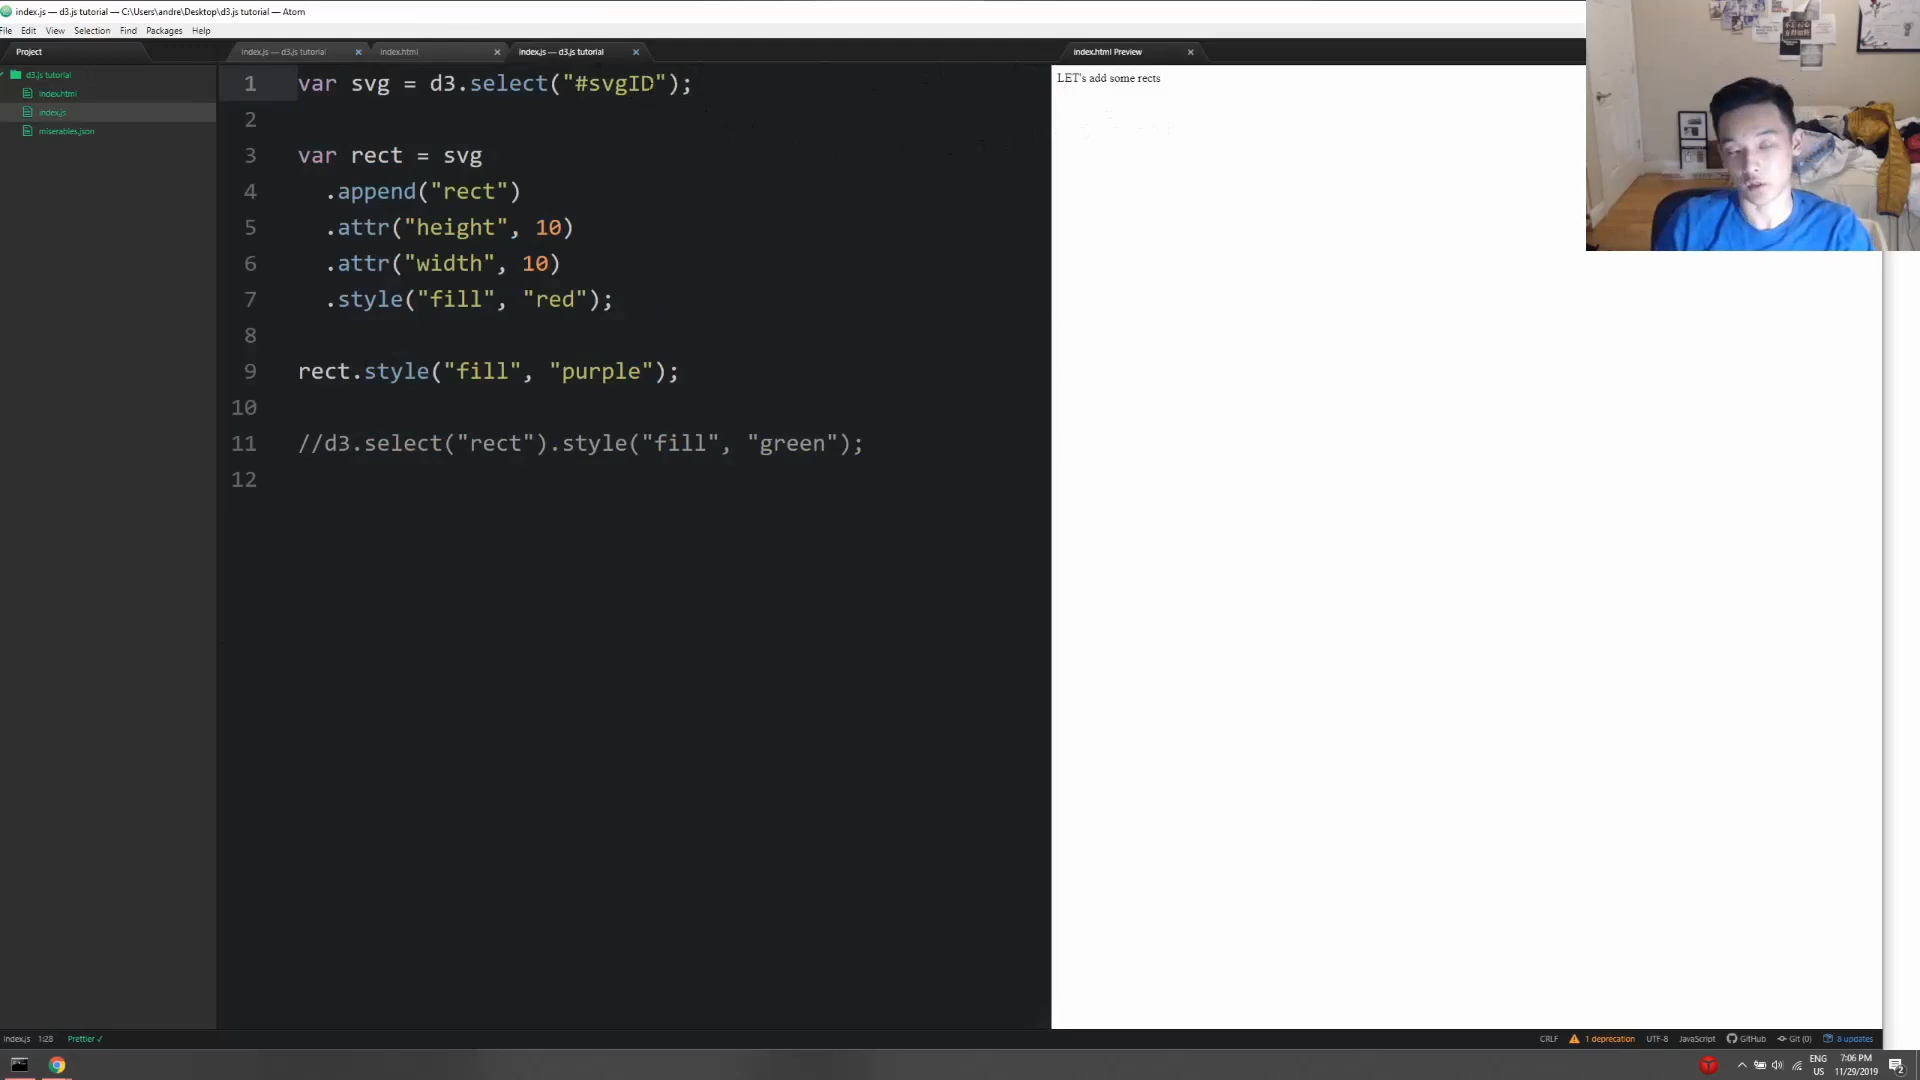 index.js — d3.js tutorial — C:\Users\andre\Desktop\d3.js tutorial — Atom
File Edit View Selection Find Packages Help
Project
index.js — d3.js tutorial
index.html
index.js — d3.js tutorial
index.html Preview
d3.js tutorial
index.html
index.js
miserables.json
1 var svg = d3.select("#svgID");
2
3 var rect = svg
4 .append("rect")
5 .attr("height", 10)
6 .attr("width", 10)
7 .style("fill", "red");
8
9 rect.style("fill", "purple");
10
11 //d3.select("rect").style("fill", "green");
12
LET's add some rects
index.js 1:28 Prettier ✓
CRLF 1 deprecation UTF-8 JavaScript GitHub Git (0) 8 updates
ENG
US
7:06 PM
11/29/2019
2